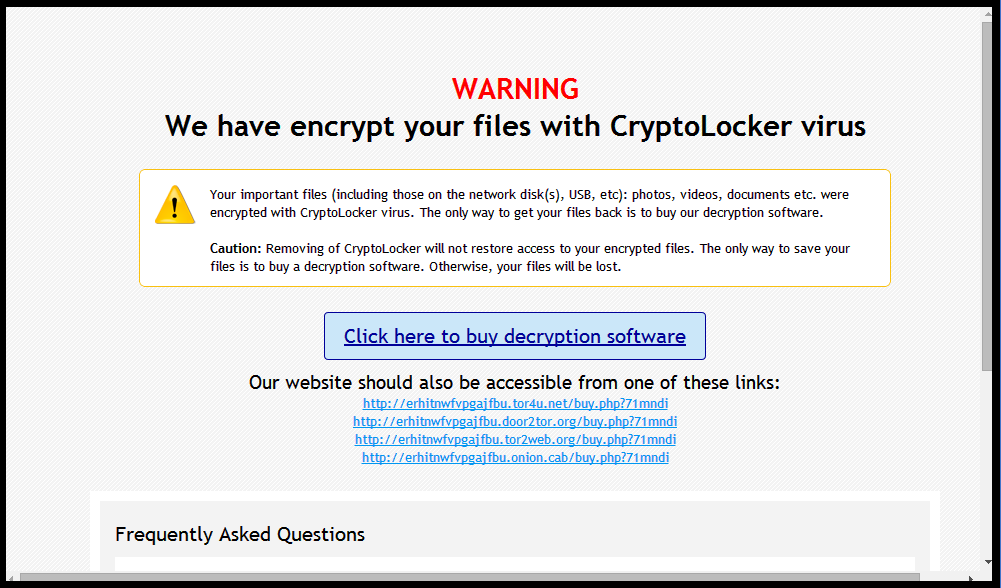 WARNING
We have encrypt your files with CryptoLocker virus
Your important files (including those on the network disk(s), USB, etc): photos, videos, documents etc. were
encrypted with CryptoLocker virus. The only way to get your files back is to buy our decryption software.
Caution: Removing of CryptoLocker will not restore access to your encrypted files. The only way to save your
files is to buy a decryption software. Otherwise, your files will be lost.
Click here to buy decryption software
Our website should also be accessible from one of these links:
http://erhitnwfvpgajfbu.tor4u.net/buy.php?71mndi
http://erhitnwfvpgajfbu.door2tor.org/buy.php?71mndi
http://erhitnwfvpgajfbu.tor2web.org/buy.php?71mndi
http://erhitnwfvpgajfbu.onion.cab/buy.php?71mndi
Frequently Asked Questions